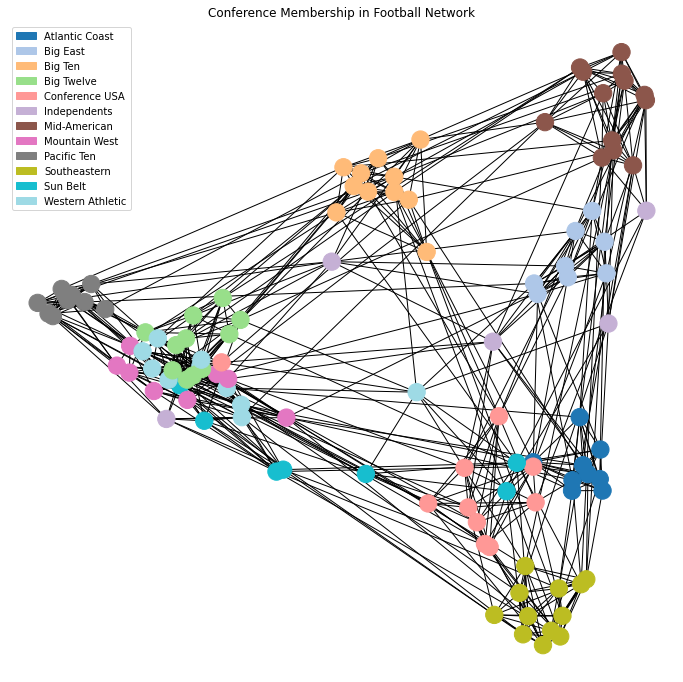 Conference Membership in Football Network
Atlantic Coast
Big East
Big Ten
Big Twelve
Conference USA
Independents
Mid-American
Mountain West
Pacific Ten
Southeastern
Sun Belt
Western Athletic